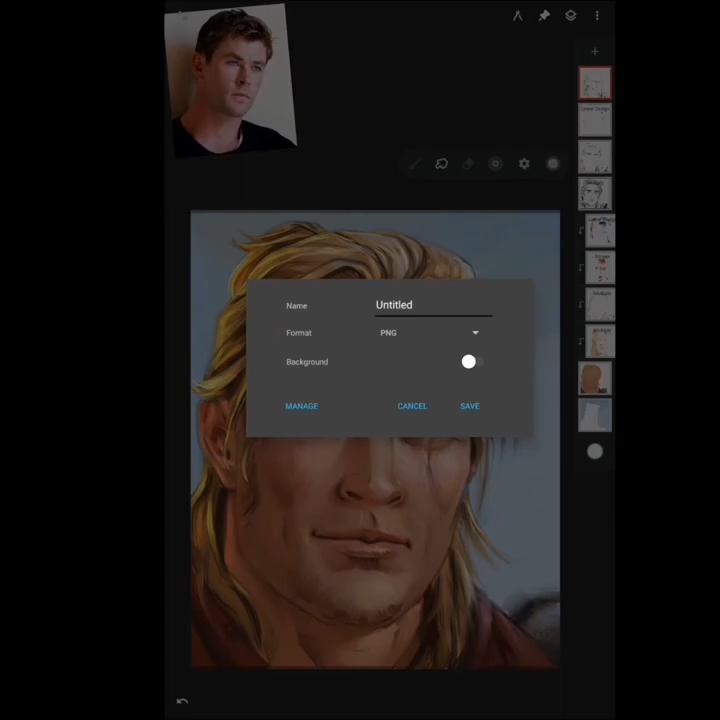 Name
Untitled
Format
PNG
Background
MANAGE
CANCEL
SAVE